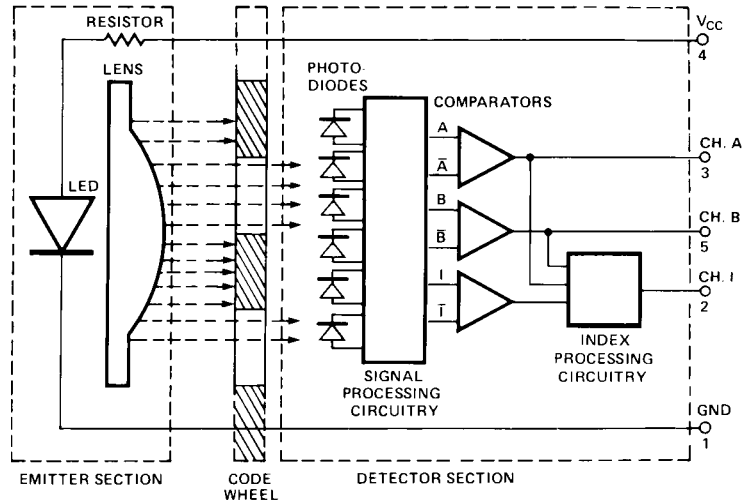 RESISTOR
VCC
4
LENS
PHOTO-
DIODES
COMPARATORS
A
A̅
CH. A
3
LED
B
B̅
CH. B
5
I
I̅
CH. I
2
INDEX
PROCESSING
CIRCUITRY
SIGNAL
PROCESSING
CIRCUITRY
GND
1
EMITTER SECTION
CODE
WHEEL
DETECTOR SECTION